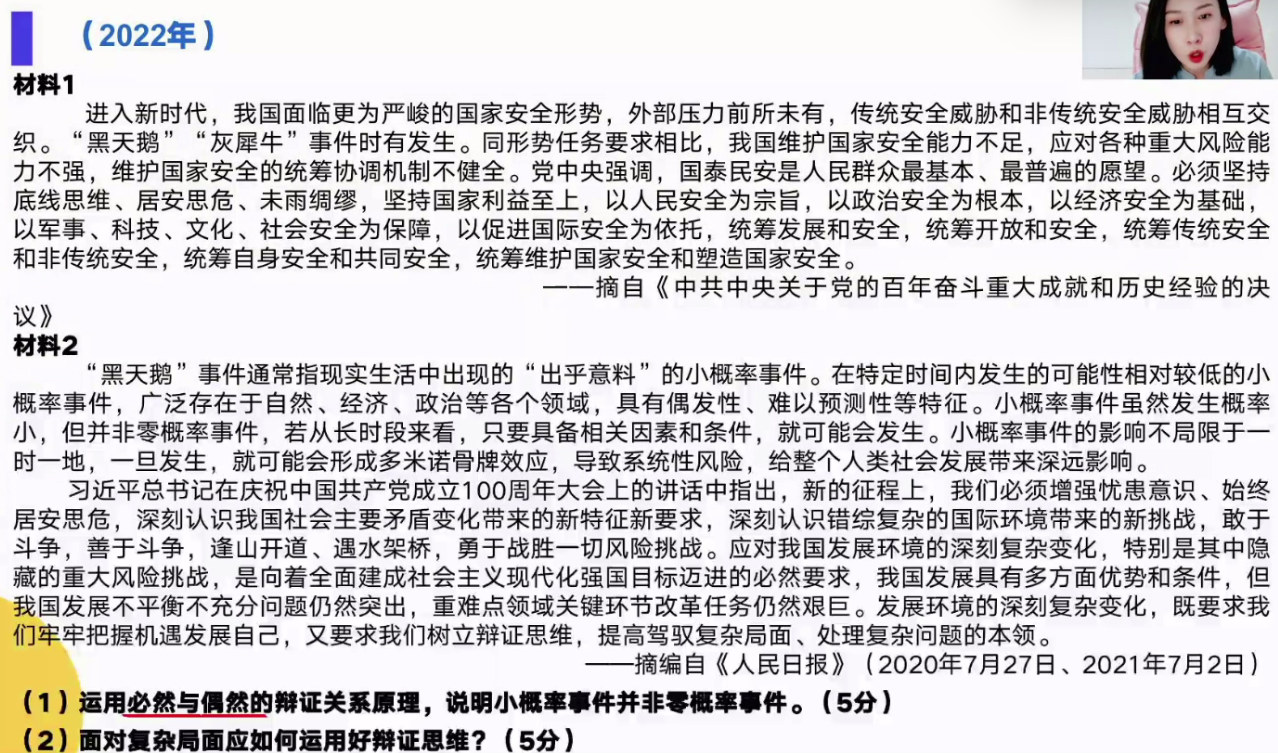 （2022年）
材料1
进入新时代，我国面临更为严峻的国家安全形势，外部压力前所未有，传统安全威胁和非传统安全威胁相互交
织。“黑天鹅”“灰犀牛”事件时有发生。同形势任务要求相比，我国维护国家安全能力不足，应对各种重大风险能
力不强，维护国家安全的统筹协调机制不健全。党中央强调，国泰民安是人民群众最基本、最普遍的愿望。必须坚持
底线思维、居安思危、未雨绸缪，坚持国家利益至上，以人民安全为宗旨，以政治安全为根本，以经济安全为基础，
以军事、科技、文化、社会安全为保障，以促进国际安全为依托，统筹发展和安全，统筹开放和安全，统筹传统安全
和非传统安全，统筹自身安全和共同安全，统筹维护国家安全和塑造国家安全。
——摘自《中共中央关于党的百年奋斗重大成就和历史经验的决
议》
材料2
“黑天鹅”事件通常指现实生活中出现的“出乎意料”的小概率事件。在特定时间内发生的可能性相对较低的小
概率事件，广泛存在于自然、经济、政治等各个领域，具有偶发性、难以预测性等特征。小概率事件虽然发生概率
小，但并非零概率事件，若从长时段来看，只要具备相关因素和条件，就可能会发生。小概率事件的影响不局限于一
时一地，一旦发生，就可能会形成多米诺骨牌效应，导致系统性风险，给整个人类社会发展带来深远影响。
习近平总书记在庆祝中国共产党成立100周年大会上的讲话中指出，新的征程上，我们必须增强忧患意识、始终
居安思危，深刻认识我国社会主要矛盾变化带来的新特征新要求，深刻认识错综复杂的国际环境带来的新挑战，敢于
斗争，善于斗争，逢山开道、遇水架桥，勇于战胜一切风险挑战。应对我国发展环境的深刻复杂变化，特别是其中隐
藏的重大风险挑战，是向着全面建成社会主义现代化强国目标迈进的必然要求，我国发展具有多方面优势和条件，但
我国发展不平衡不充分问题仍然突出，重难点领域关键环节改革任务仍然艰巨。发展环境的深刻复杂变化，既要求我
们牢牢把握机遇发展自己，又要求我们树立辩证思维，提高驾驭复杂局面、处理复杂问题的本领。
——摘编自《人民日报》（2020年7月27日、2021年7月2日）
（1）运用必然与偶然的辩证关系原理，说明小概率事件并非零概率事件。（5分）
（2）面对复杂局面应如何运用好辩证思维？（5分）